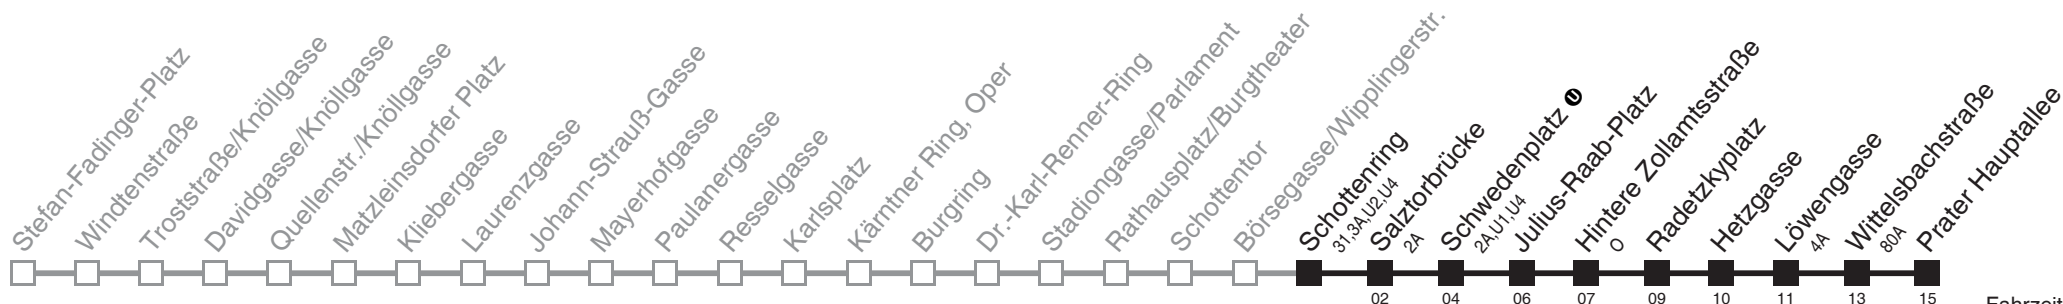 Stefan-Fadinger-Platz
Windtenstraße
Troststraße/Knöllgasse
Davidgasse/Knöllgasse
Quellenstr./Knöllgasse
Matzleinsdorfer Platz
Kliebergasse
Laurenzgasse
Johann-Strauß-Gasse
Mayerhofgasse
Paulanergasse
Resselgasse
Karlsplatz
Kärntner Ring, Oper
Burgring
Dr.-Karl-Renner-Ring
Stadiongasse/Parlament
Rathausplatz/Burgtheater
Schottentor
Börsegasse/Wipplingerstr.
Schottenring
31,3A,U2,U4
Salztorbrücke
2A
Schwedenplatz U
2A,U1,U4
Julius-Raab-Platz
Hintere Zollamtsstraße
O
Radetzkyplatz
Hetzgasse
Löwengasse
4A
Wittelsbachstraße
80A
Prater Hauptallee
02 04 06 07 09 10 11 13 15
Fahrzeit